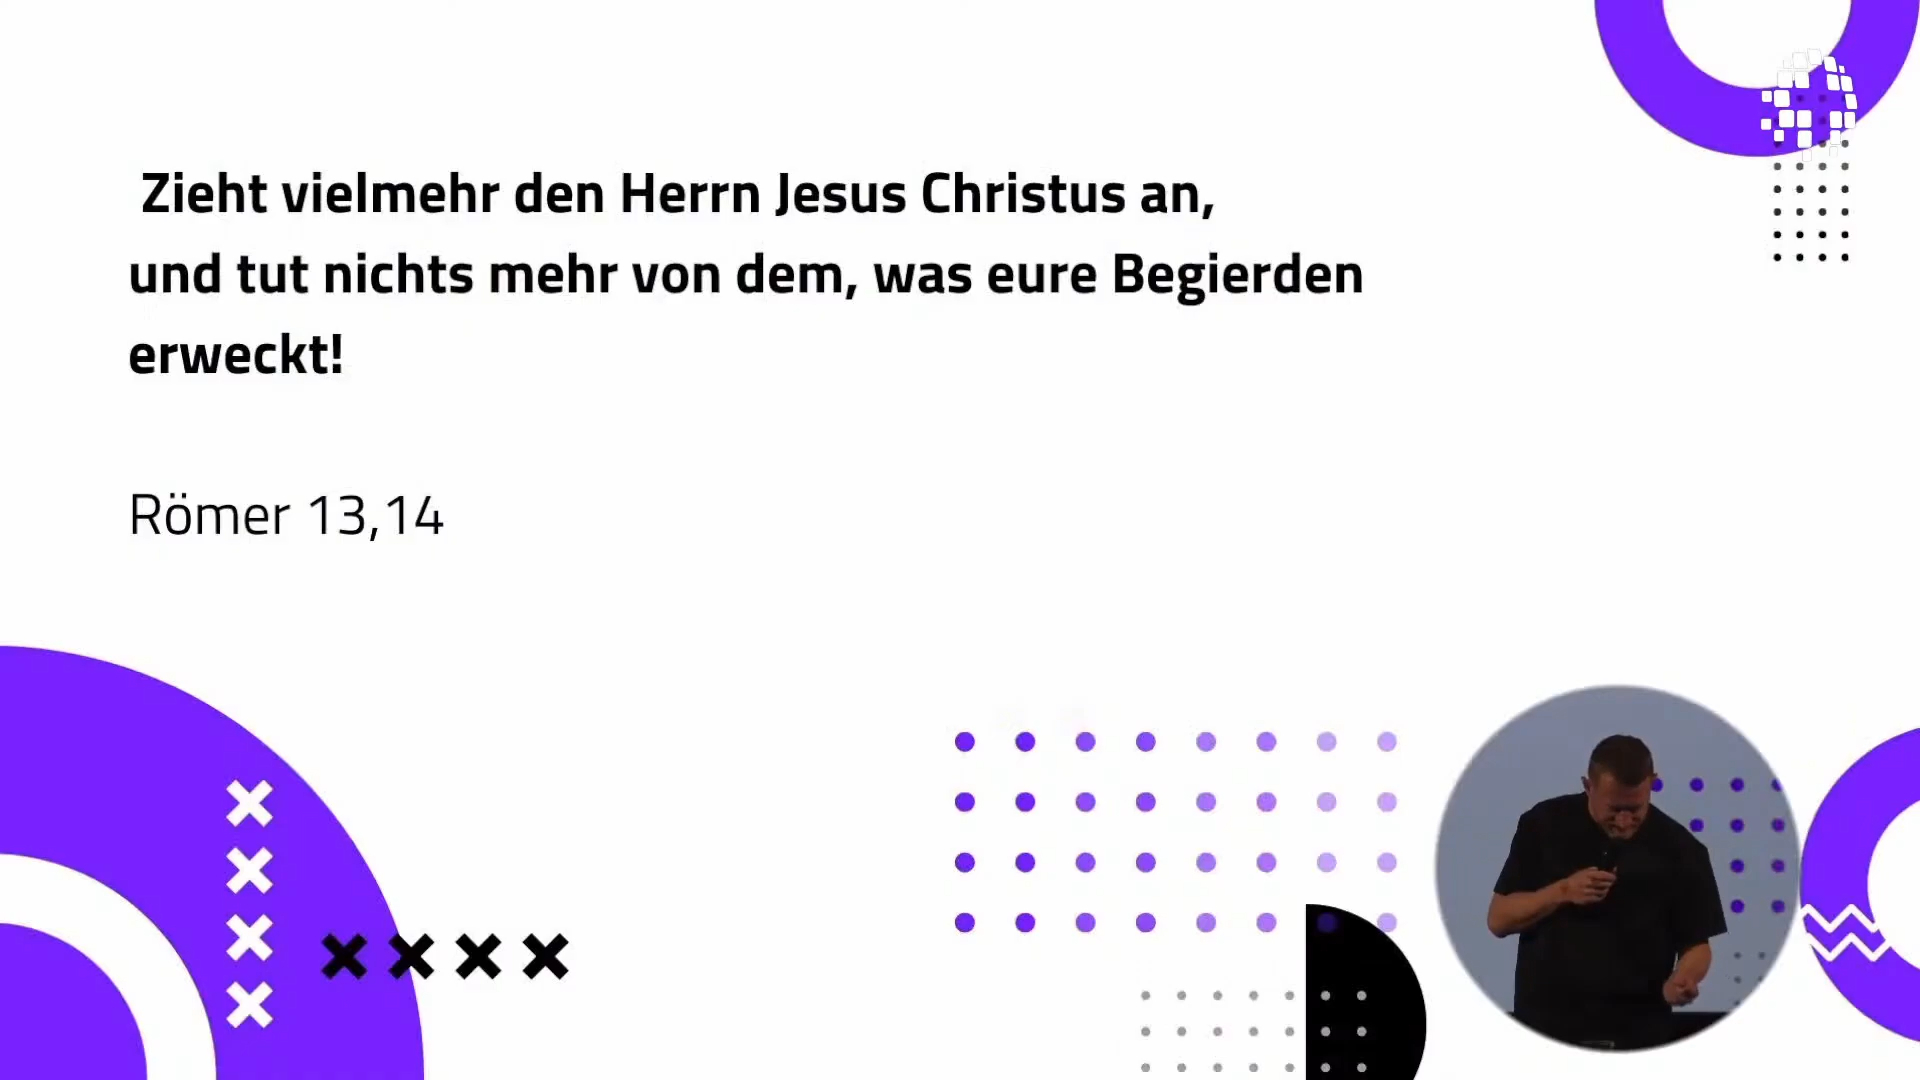 Zieht vielmehr den Herrn Jesus Christus an,
und tut nichts mehr von dem, was eure Begierden
erweckt!
Römer 13,14